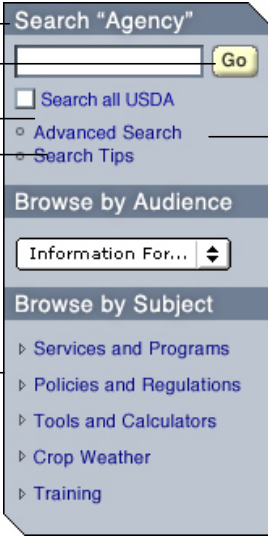 Search “Agency”
Go
Search all USDA
Advanced Search
Search Tips
Browse by Audience
Information For...
Browse by Subject
Services and Programs
Policies and Regulations
Tools and Calculators
Crop Weather
Training